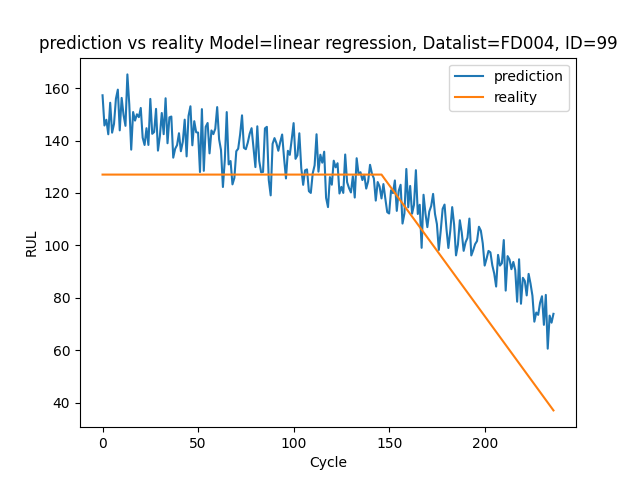 prediction vs reality Model=linear regression, Datalist=FD004, ID=99
prediction
reality
160
140
120
100
80
60
40
RUL
0
50
100
150
200
Cycle